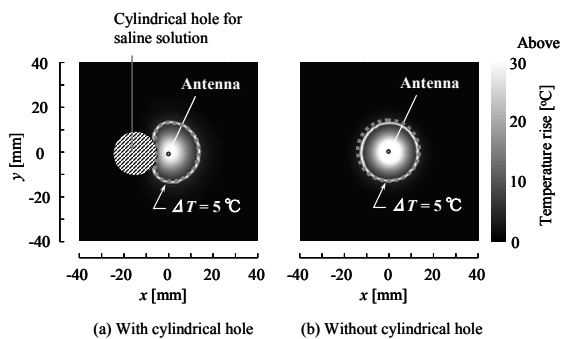 Cylindrical hole for
saline solution
Above
40
20
0
-20
-40
y [mm]
Antenna
ΔT = 5 ℃
-40 -20 0 20 40
x [mm]
(a) With cylindrical hole
Antenna
ΔT = 5 ℃
-40 -20 0 20 40
x [mm]
(b) Without cylindrical hole
30
20
10
0
Temperature rise [℃]